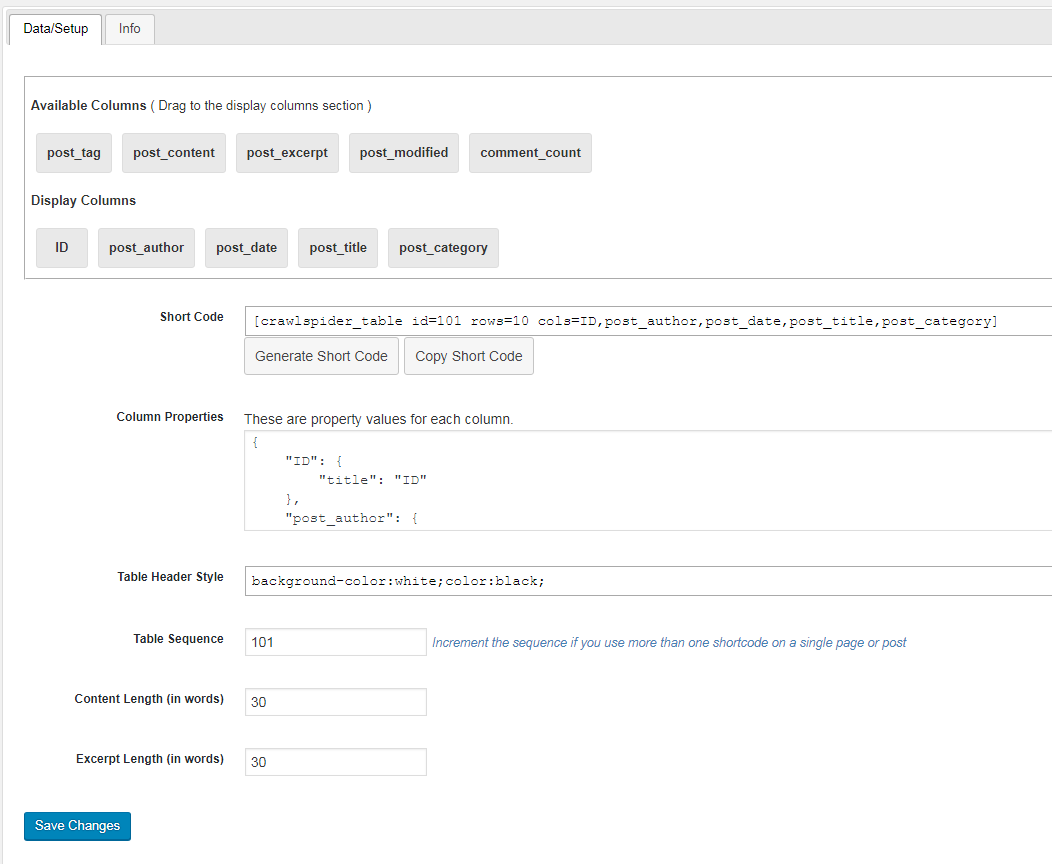 Data/Setup Info
Available Columns ( Drag to the display columns section )
post_tag post_content post_excerpt post_modified comment_count
Display Columns
ID post_author post_date post_title post_category
Short Code [crawlspider_table id=101 rows=10 cols=ID,post_author,post_date,post_title,post_category]
Generate Short Code Copy Short Code
Column Properties These are property values for each column.
{
"ID": {
"title": "ID"
},
"post_author": {
Table Header Style background-color:white;color:black;
Table Sequence 101 Increment the sequence if you use more than one shortcode on a single page or post
Content Length (in words) 30
Excerpt Length (in words) 30
Save Changes